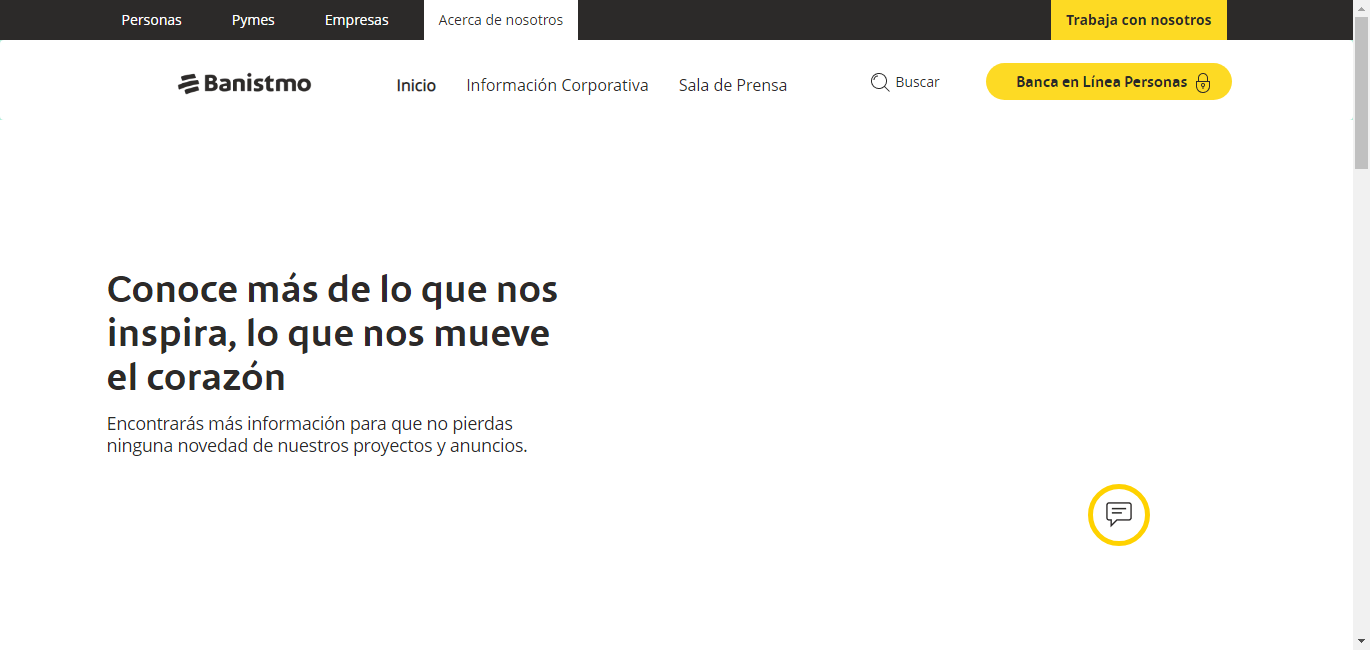 Personas Pymes Empresas Acerca de nosotros Trabaja con nosotros
Banistmo Inicio Información Corporativa Sala de Prensa Buscar Banca en Línea Personas
Conoce más de lo que nos
inspira, lo que nos mueve
el corazón
Encontrarás más información para que no pierdas
ninguna novedad de nuestros proyectos y anuncios.